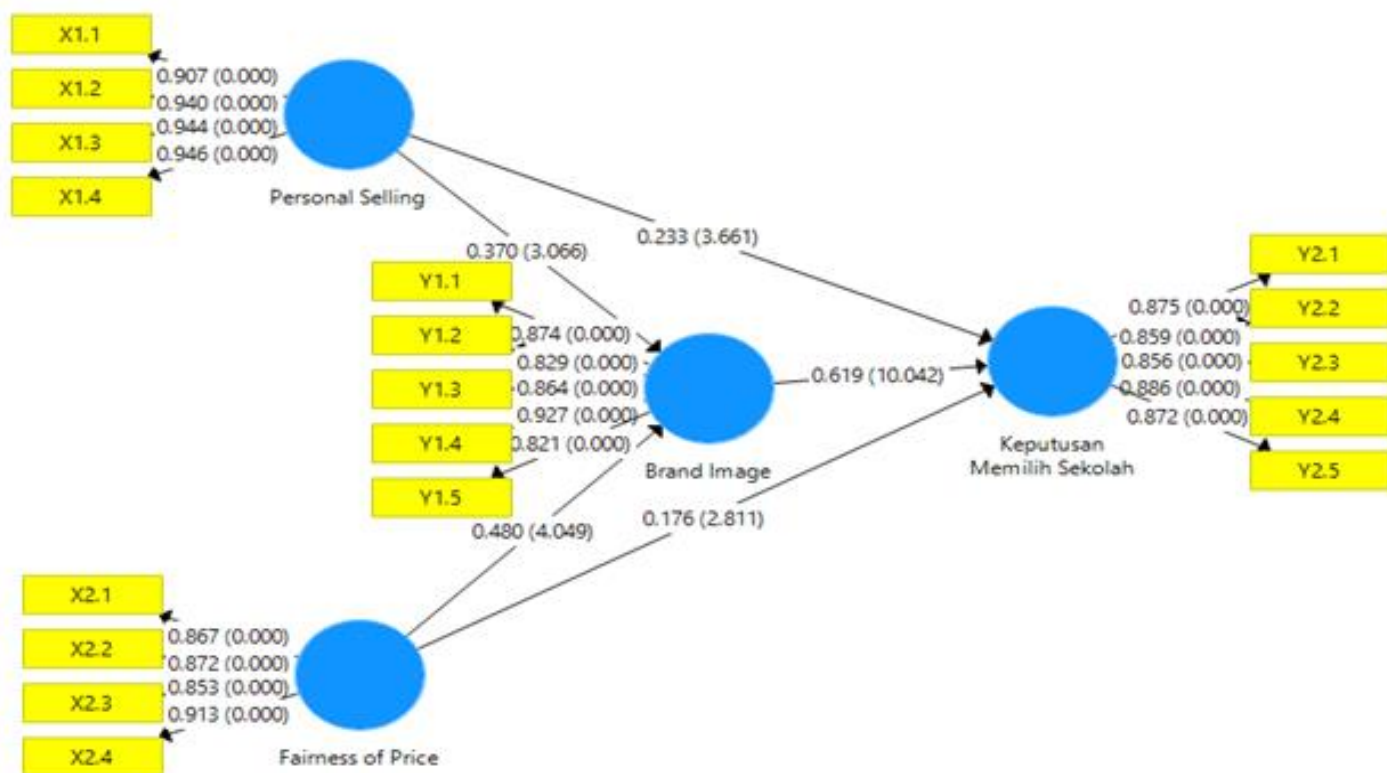 X1.1
X1.2
X1.3
X1.4
0.907 (0.000)
0.940 (0.000)
0.944 (0.000)
0.946 (0.000)
Personal Selling
0.370 (3.066)
0.233 (3.661)
Y1.1
Y1.2
Y1.3
Y1.4
Y1.5
0.874 (0.000)
0.829 (0.000)
0.864 (0.000)
0.927 (0.000)
0.821 (0.000)
Brand Image
0.619 (10.042)
0.480 (4.049)
0.176 (2.811)
Y2.1
Y2.2
Y2.3
Y2.4
Y2.5
0.875 (0.000)
0.859 (0.000)
0.856 (0.000)
0.886 (0.000)
0.872 (0.000)
Keputusan
Memilih Sekolah
X2.1
X2.2
X2.3
X2.4
0.867 (0.000)
0.872 (0.000)
0.853 (0.000)
0.913 (0.000)
Fairness of Price